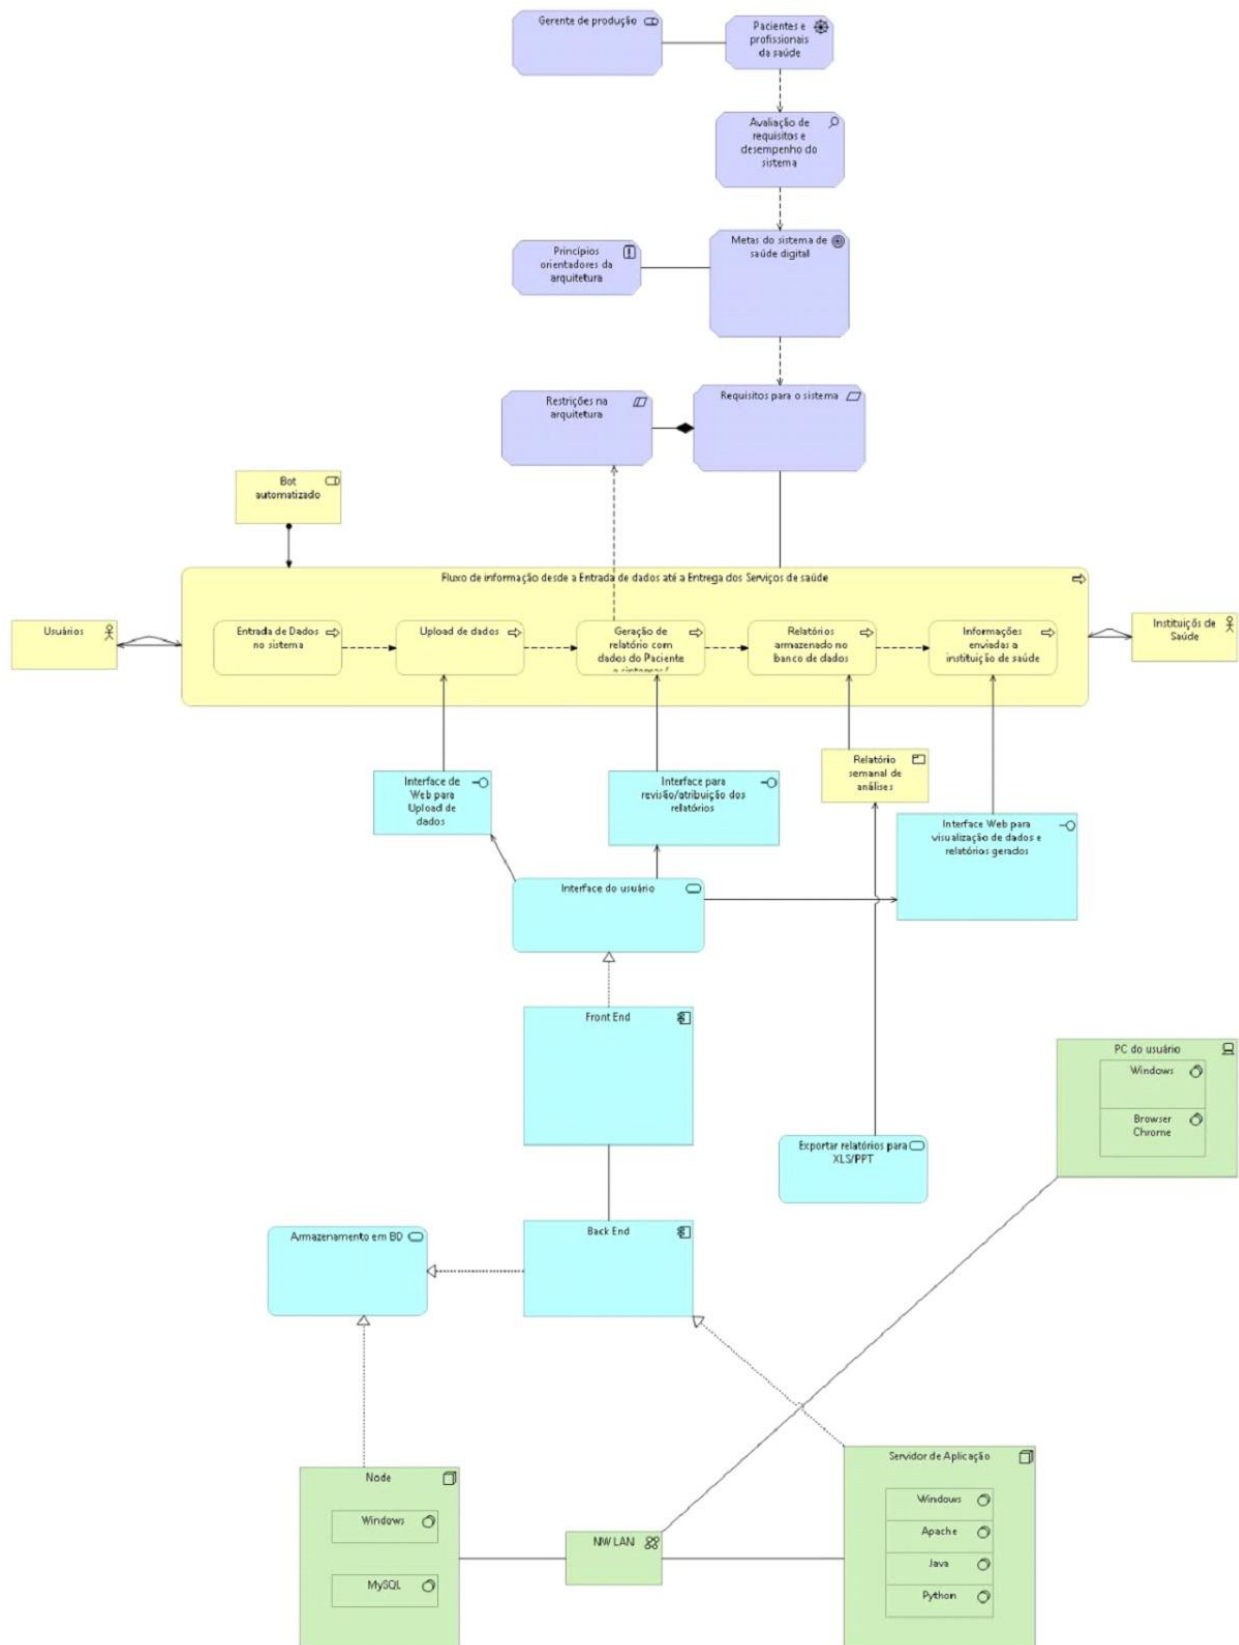 Gerente de produção
Pacientes e
profissionais
da saúde
Avaliação de
requisitos e
desempenho do
sistema
Metas do sistema de
saúde digital
Princípios
orientadores da
arquitetura
Restrições na
arquitetura
Requisitos para o sistema
Bot
automatizado
Fluxo de informação desde a Entrada de dados até a Entrega dos Serviços de saúde
Usuários
Entrada de Dados
no sistema
Upload de dados
Geração de
relatório com
dados do Paciente
Relatórios
armazenado no
banco de dados
Informações
enviadas a
instituição de saúde
Instituiçõs de
Saúde
Interface de
Web para
Upload de
dados
Interface para
revisão/atribuição dos
relatórios
Relatório
semanal de
análises
Interface Web para
visualização de dados e
relatórios gerados
Interface do usuário
Front End
PC do usuário
Windows
Browser
Chrome
Exportar relatórios para
XLS/PPT
Armazenamento em BD
Back End
Node
Windows
MySQL
NW LAN
Servidor de Aplicação
Windows
Apache
Java
Python